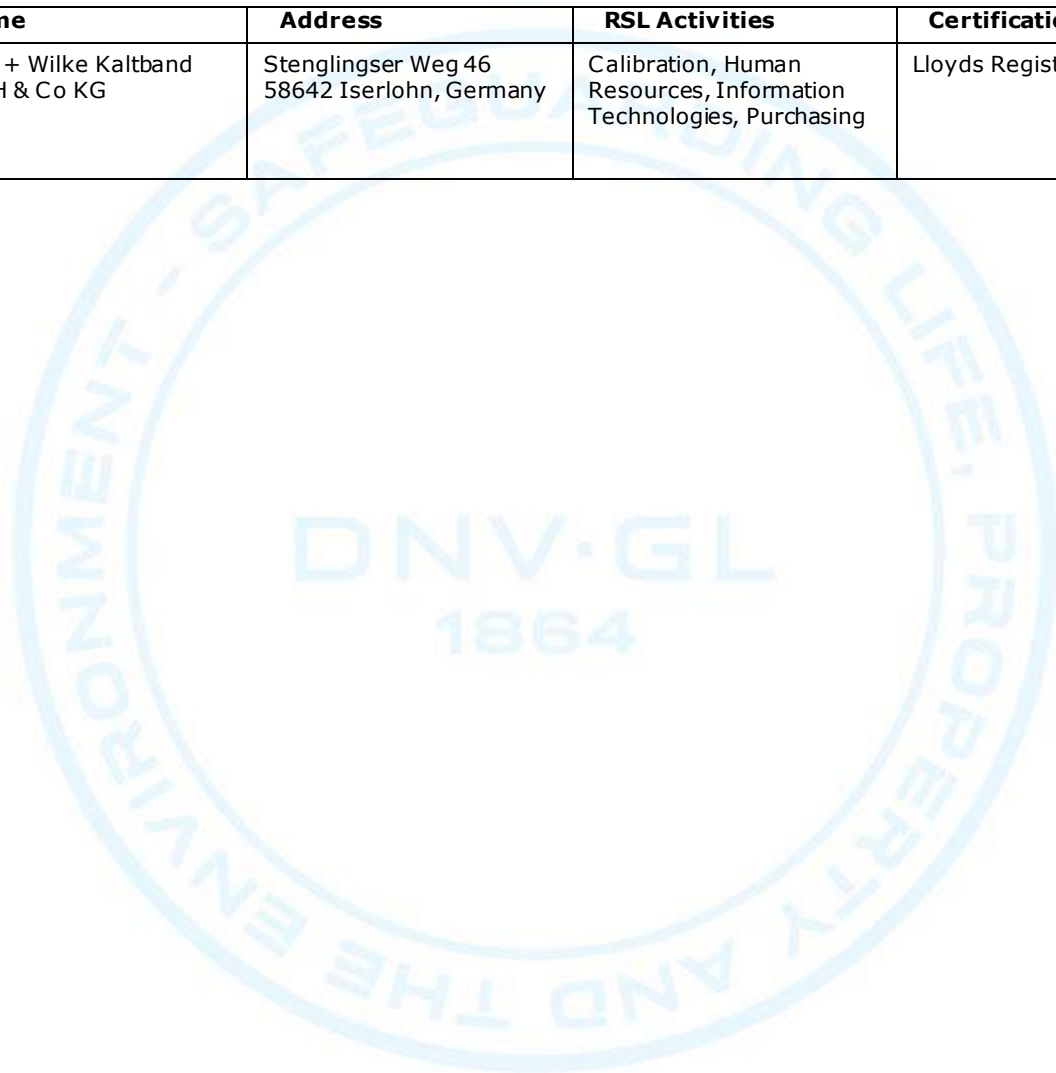 me Address RSL Activities Certificatio
+ Wilke Kaltband Stenglingser Weg 46 Calibration, Human Lloyds Regist
H & Co KG 58642 Iserlohn, Germany Resources, Information
Technologies, Purchasing
SAFEGUARDING LIFE, PROPERTY AND THE ENVIRONMENT -
DNV·GL
1864